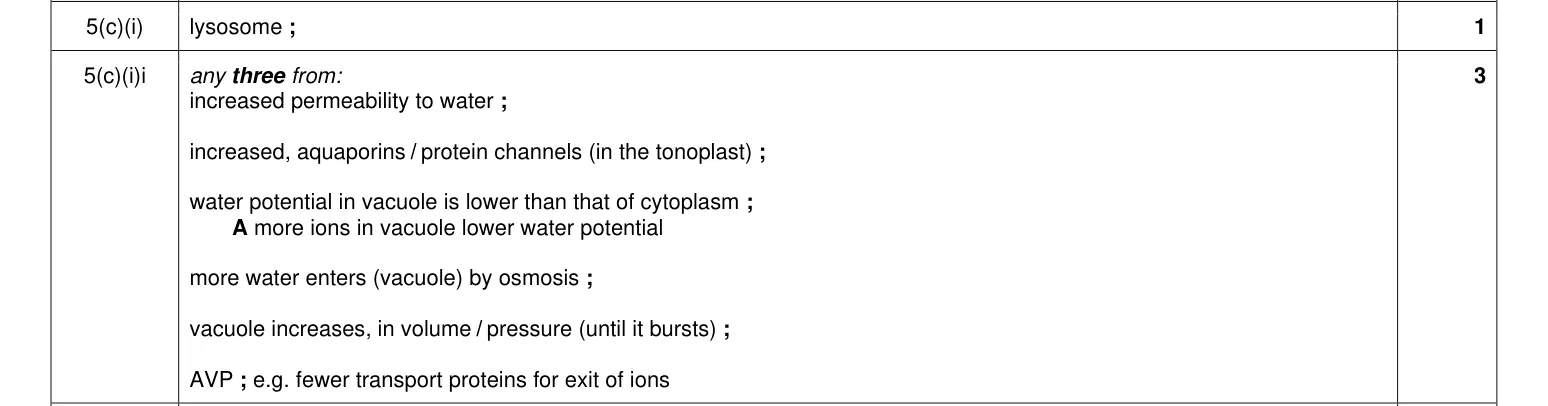 5(c)(i) lysosome ; 1
5(c)(i)i any three from: 3
increased permeability to water ;
increased, aquaporins / protein channels (in the tonoplast) ;
water potential in vacuole is lower than that of cytoplasm ;
A more ions in vacuole lower water potential
more water enters (vacuole) by osmosis ;
vacuole increases, in volume / pressure (until it bursts) ;
AVP ; e.g. fewer transport proteins for exit of ions